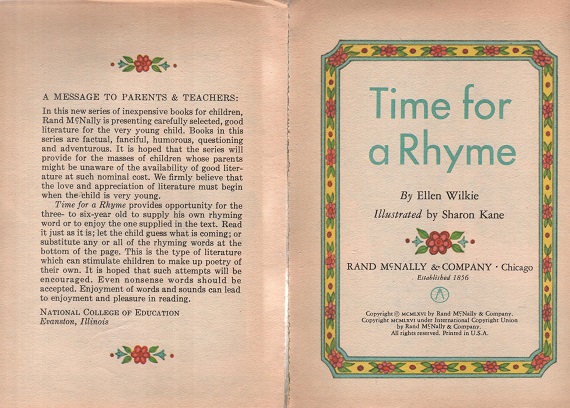 A MESSAGE TO PARENTS & TEACHERS:
In this new series of inexpensive books for children,
Rand McNally is presenting carefully selected, good
literature for the very young child. Books in this
series are factual, fanciful, humorous, questioning
and adventurous. It is hoped that the series will
provide for the masses of children whose parents
might be unaware of the availability of good liter-
ature at such nominal cost. We firmly believe that
the love and appreciation of literature must begin
when the child is very young.
Time for a Rhyme provides opportunity for the
three- to six-year old to supply his own rhyming
word or to enjoy the one supplied in the text. Read
it just as it is; let the child guess what is coming; or
substitute any or all of the rhyming words at the
bottom of the page. This is the type of literature
which can stimulate children to make up poetry of
their own. It is hoped that such attempts will be
encouraged. Even nonsense words should be
accepted. Enjoyment of words and sounds can lead
to enjoyment and pleasure in reading.
NATIONAL COLLEGE OF EDUCATION
Evanston, Illinois
Time for
a Rhyme
By Ellen Wilkie
Illustrated by Sharon Kane
RAND McNALLY & COMPANY · Chicago
Established 1856
Copyright © MCMLXVI by Rand McNally & Company.
Copyright MCMLXVI under International Copyright Union
by Rand McNally & Company.
All rights reserved. Printed in U.S.A.